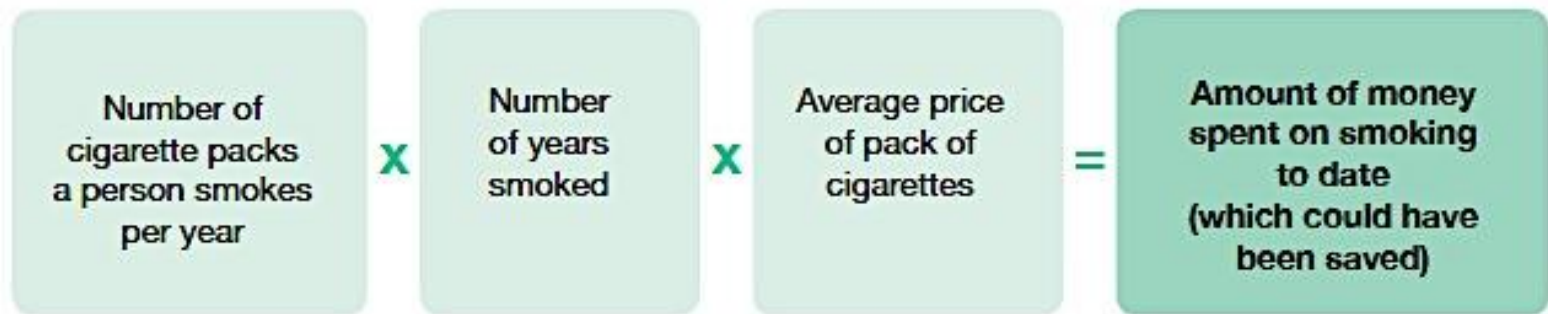 Number of
cigarette packs
a person smokes
per year
x
Number
of years
smoked
x
Average price
of pack of
cigarettes
=
Amount of money
spent on smoking
to date
(which could have
been saved)